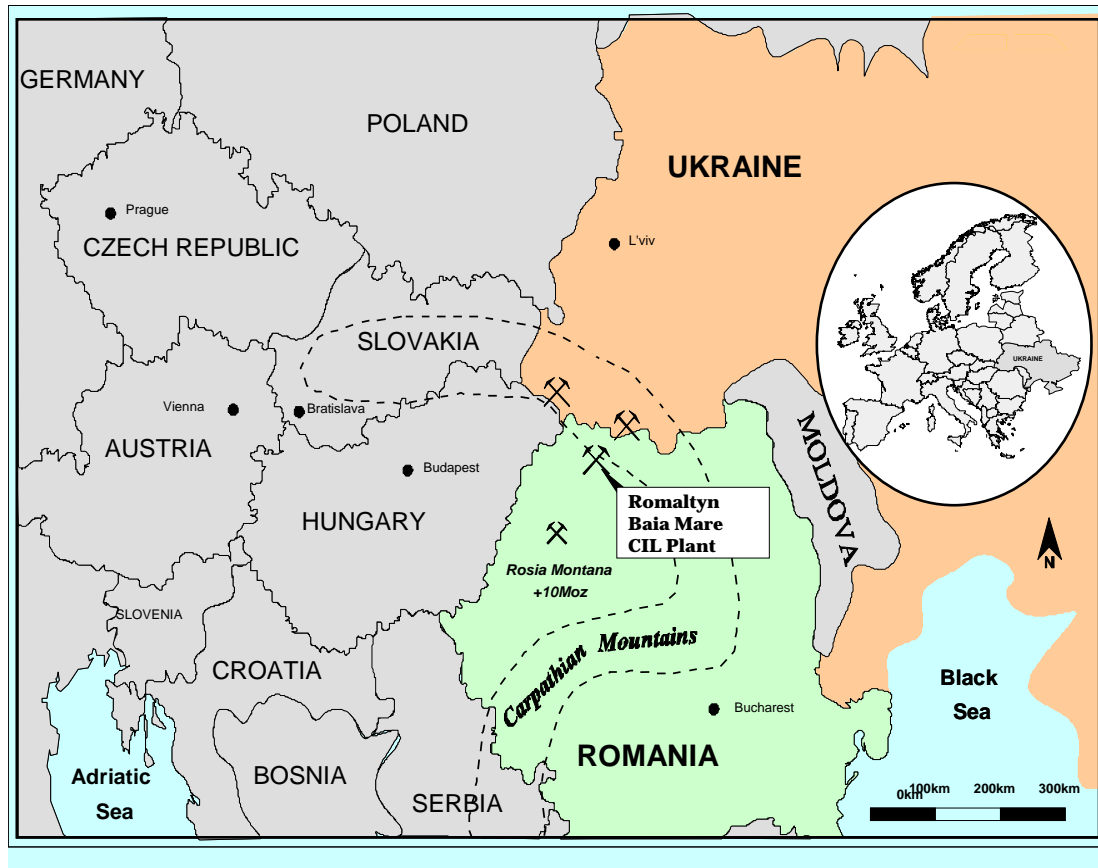 GERMANY
POLAND
UKRAINE
Prague
L'viv
CZECH REPUBLIC
SLOVAKIA
UKRAINE
Vienna
Bratislava
AUSTRIA
Budapest
MOLDOVA
HUNGARY
Romaltyn
Baia Mare
CIL Plant
N
Rosia Montana
+10Moz
SLOVENIA
CROATIA
Carpathian Mountains
Black
Sea
Bucharest
ROMANIA
Adriatic
Sea
BOSNIA
SERBIA
0km 100km 200km 300km